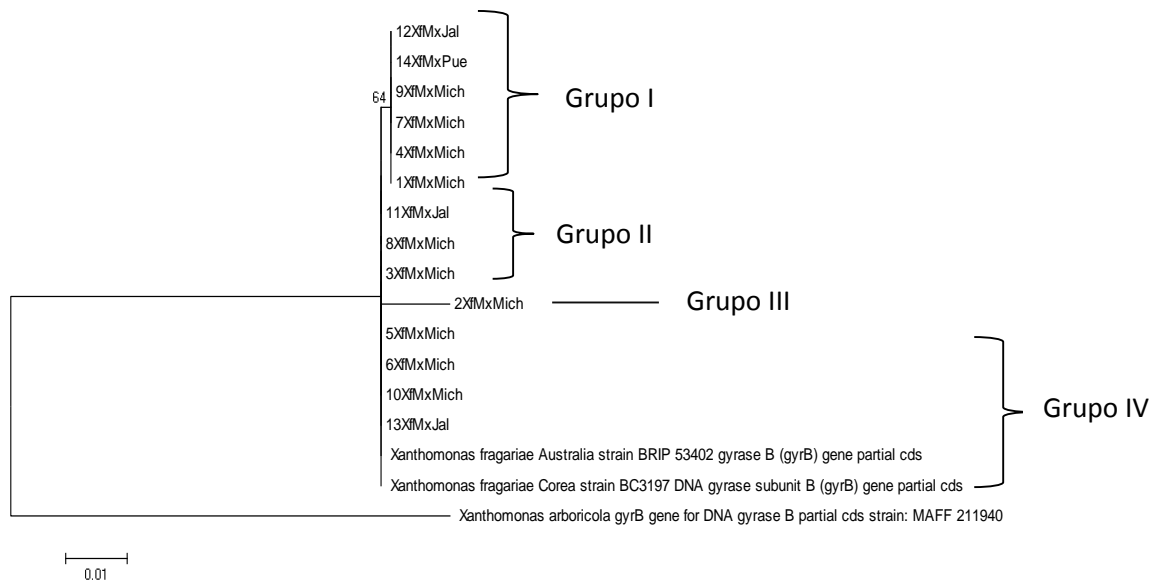 12XfMxJal
14XfMxPue
9XfMxMich
64
Grupo I
7XfMxMich
4XfMxMich
1XfMxMich
11XfMxJal
Grupo II
8XfMxMich
3XfMxMich
2XfMxMich
Grupo III
5XfMxMich
6XfMxMich
10XfMxMich
Grupo IV
13XfMxJal
Xanthomonas fragariae Australia strain BRIP 53402 gyrase B (gyrB) gene partial cds
Xanthomonas fragariae Corea strain BC3197 DNA gyrase subunit B (gyrB) gene partial cds
Xanthomonas arboricola gyrB gene for DNA gyrase B partial cds strain: MAFF 211940
0.01